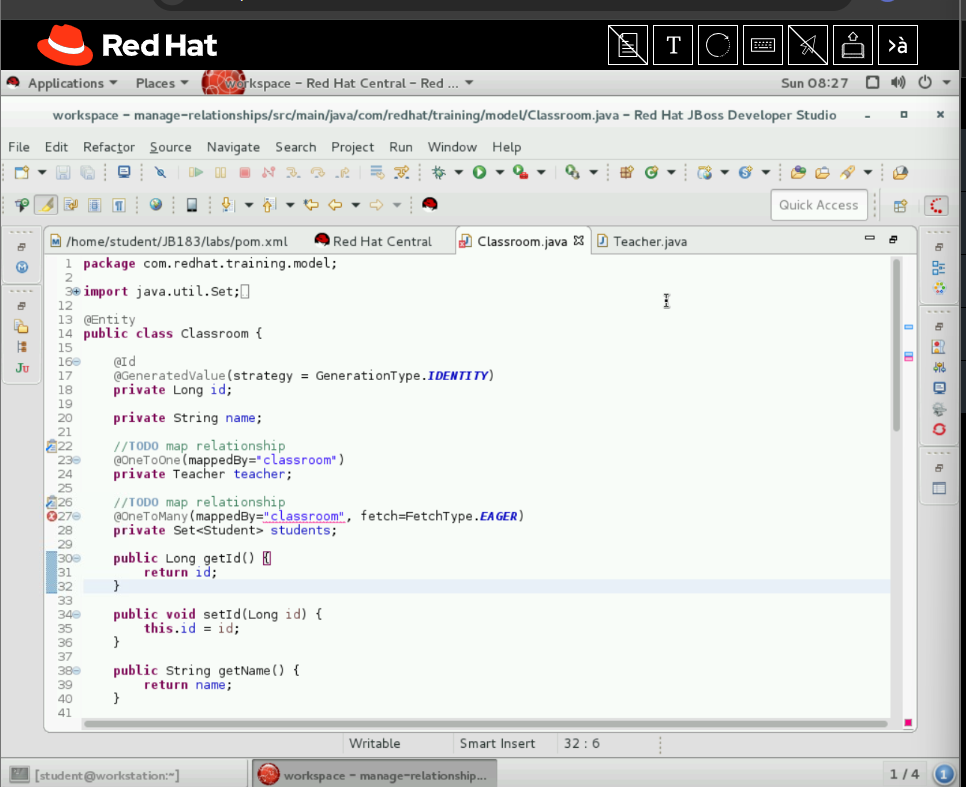 Red Hat
T
>à
Applications Places workspace – Red Hat Central – Red ... Sun 08:27
workspace – manage-relationships/src/main/java/com/redhat/training/model/Classroom.java – Red Hat JBoss Developer Studio
File Edit Refactor Source Navigate Search Project Run Window Help
Quick Access
/home/student/JB183/labs/pom.xml Red Hat Central Classroom.java Teacher.java
1 package com.redhat.training.model;
2
3 import java.util.Set;
12
13 @Entity
14 public class Classroom {
15
16 @Id
17 @GeneratedValue(strategy = GenerationType.IDENTITY)
18 private Long id;
19
20 private String name;
21
22 //TODO map relationship
23 @OneToOne(mappedBy="classroom")
24 private Teacher teacher;
25
26 //TODO map relationship
27 @OneToMany(mappedBy="classroom", fetch=FetchType.EAGER)
28 private Set<Student> students;
29
30 public Long getId() {
31 return id;
32 }
33
34 public void setId(Long id) {
35 this.id = id;
36 }
37
38 public String getName() {
39 return name;
40 }
41
Ju
Writable Smart Insert 32 : 6
[student@workstation:~] workspace – manage-relationship... 1 / 4 1